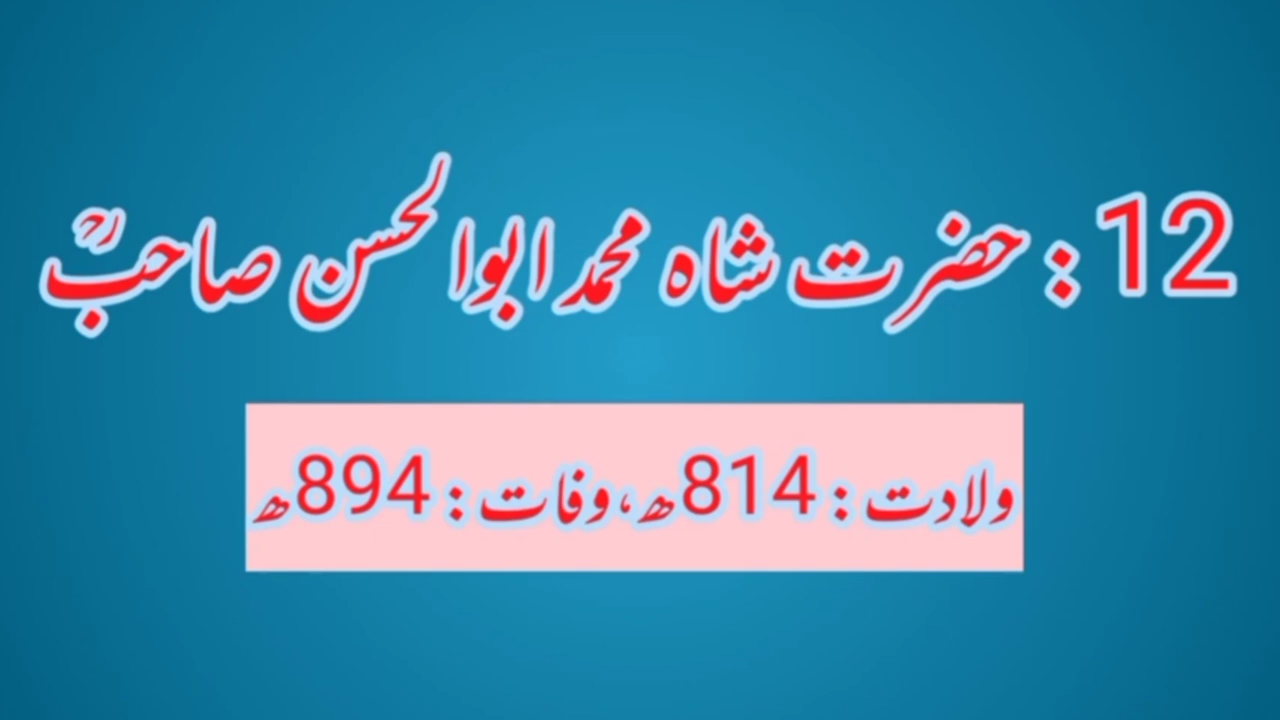 12 : حضرت شاہ محمد ابوالحسن صاحبؒ
ولادت : 814ھ، وفات : 894ھ